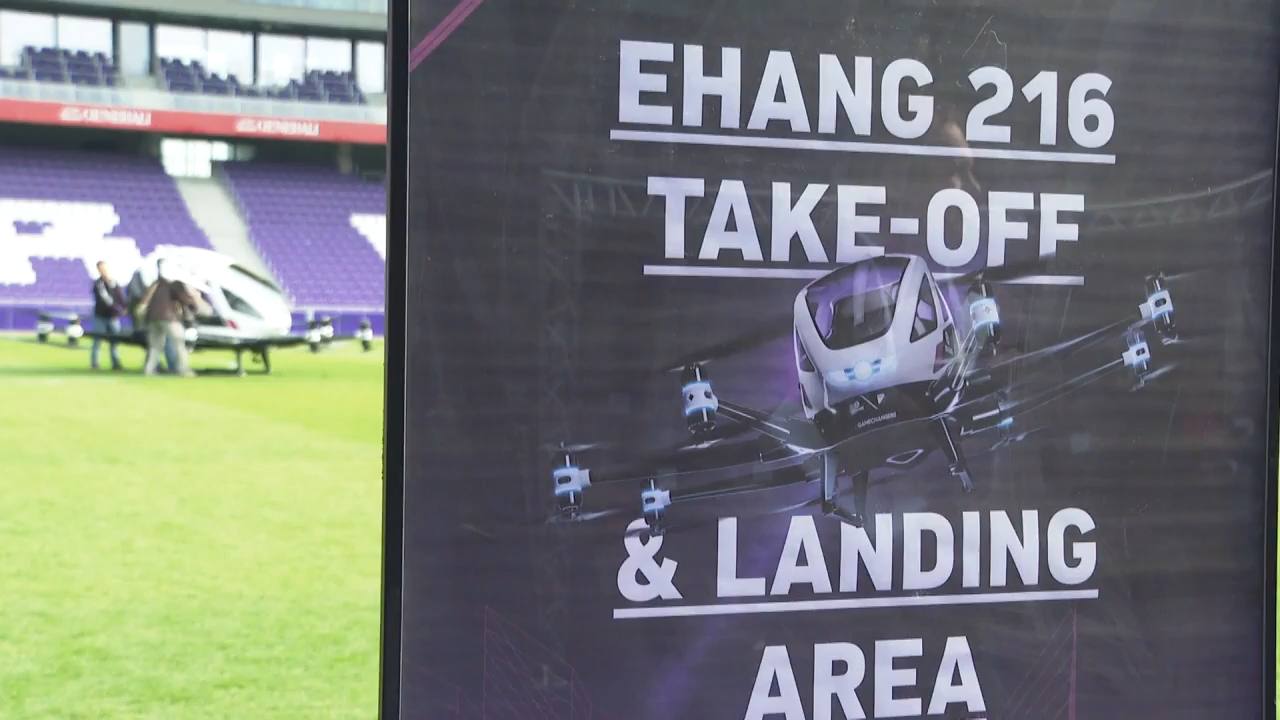 EHANG 216
TAKE-OFF
& LANDING
AREA
GENERALI
GENERALI
GAMECHANGERS